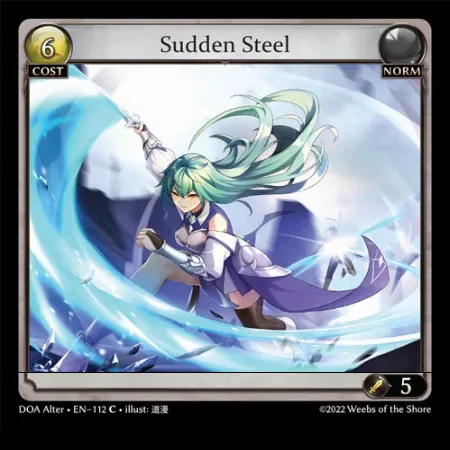 6
Sudden Steel
COST
NORM
5
DOA Alter • EN-112 C • illust: 道漫
©2022 Weebs of the Shore